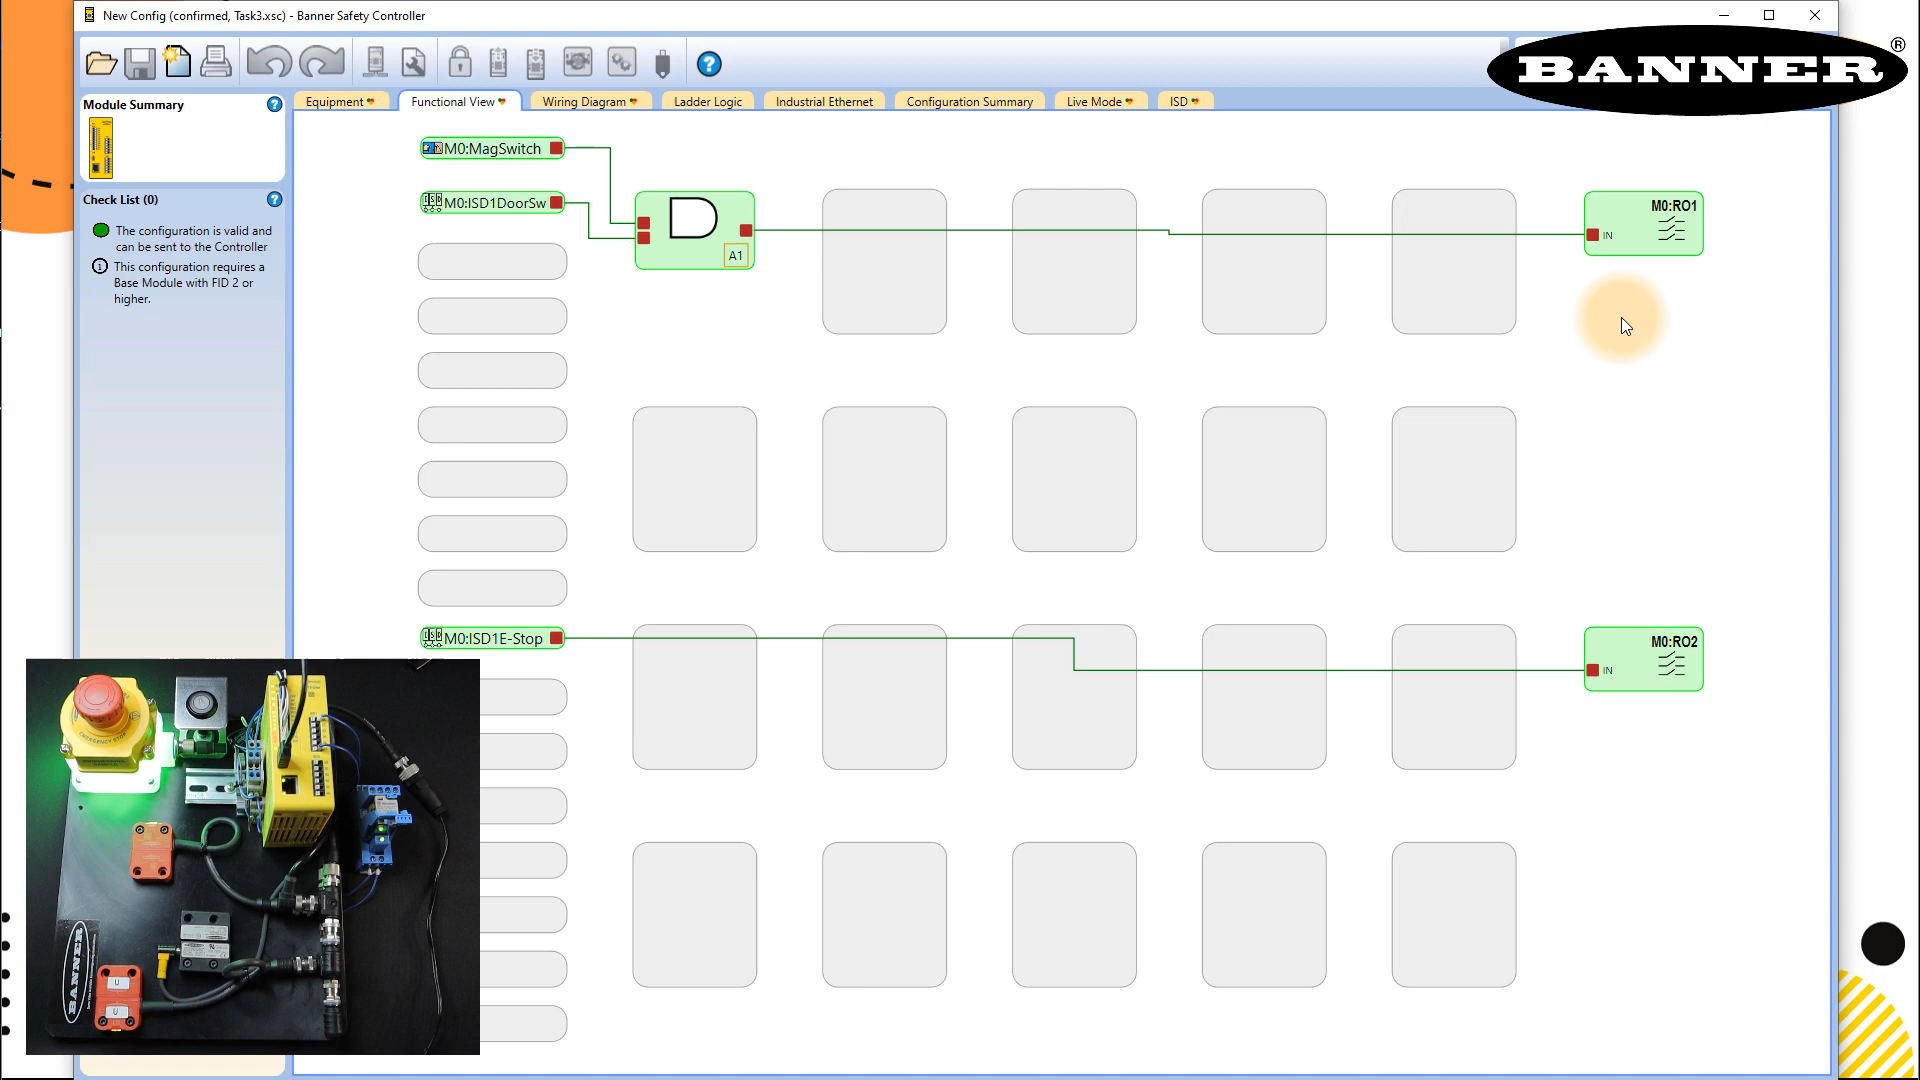 New Config (confirmed, Task3.xsc) - Banner Safety Controller
BANNER ®
Module Summary
Equipment
Functional View
Wiring Diagram
Ladder Logic
Industrial Ethernet
Configuration Summary
Live Mode
ISD
Check List (0)
The configuration is valid and
can be sent to the Controller
This configuration requires a
Base Module with FID 2 or
higher.
M0:MagSwitch
M0:ISD1DoorSw
A1
M0:RO1
IN
M0:ISD1E-Stop
M0:RO2
IN
EMERGENCY STOP
BANNER
U
U